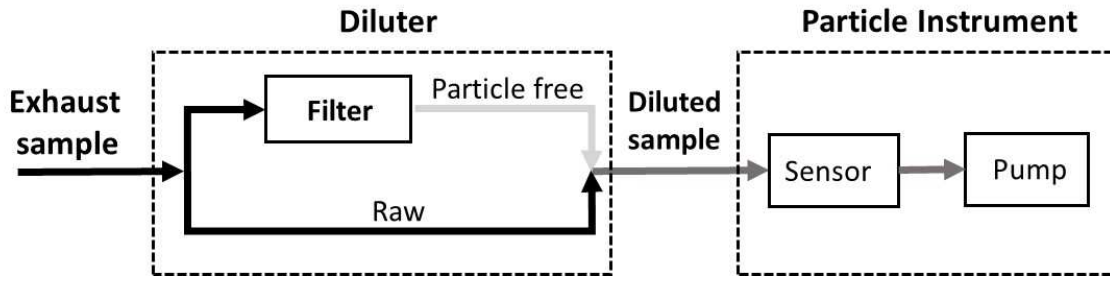 Diluter
Particle Instrument
Exhaust
sample
Filter
Particle free
Raw
Diluted
sample
Sensor
Pump